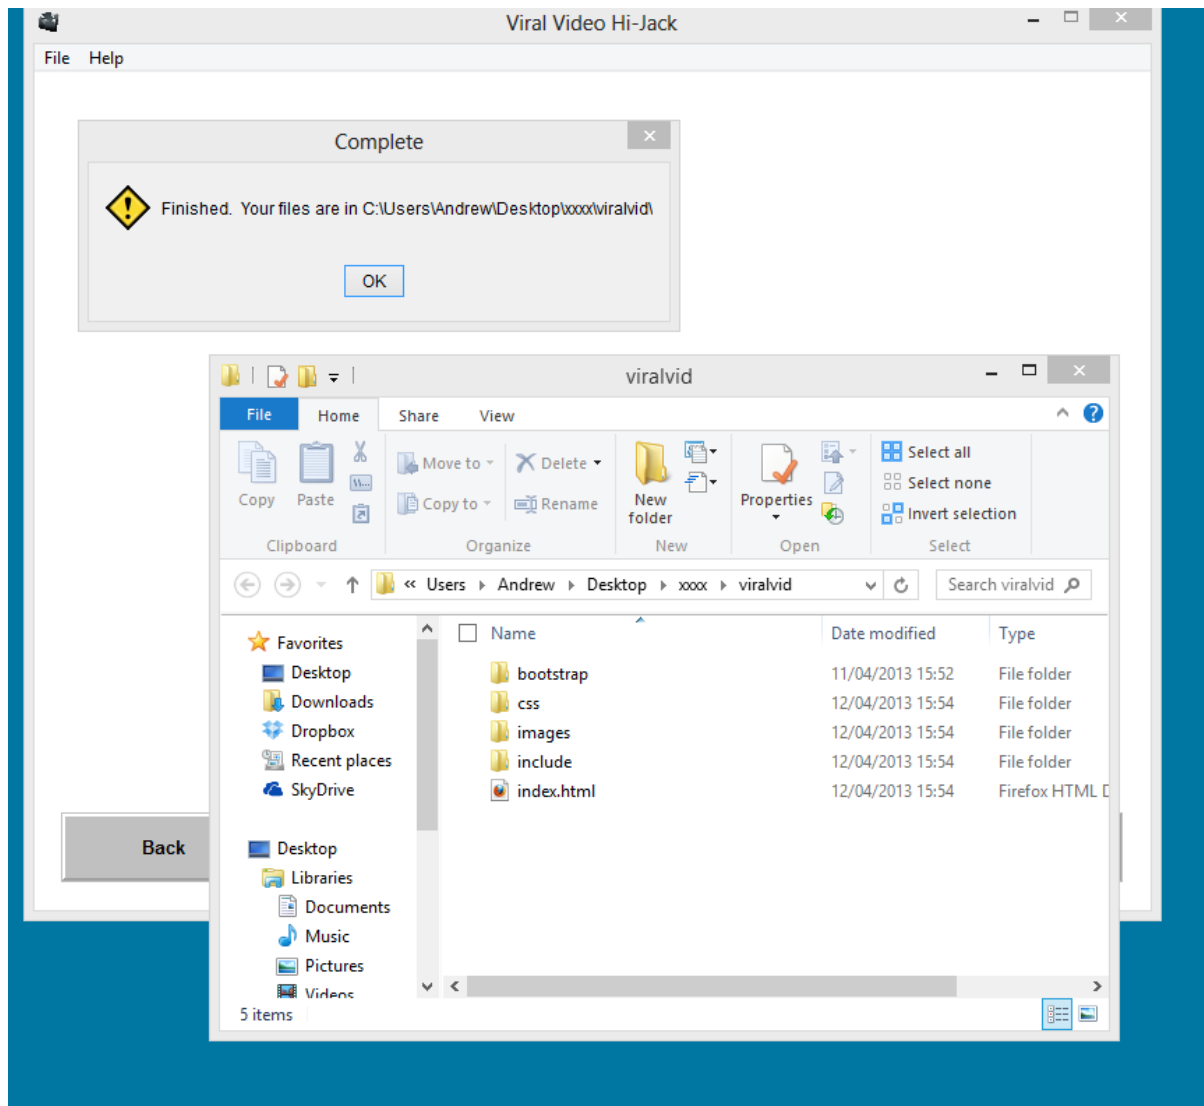 Viral Video Hi-Jack
File Help
Complete
Finished. Your files are in C:\Users\Andrew\Desktop\xxxx\viralvid\
OK
viralvid
File Home Share View
Copy Paste
Move to
Copy to
Delete
Rename
New folder
Properties
Select all
Select none
Invert selection
Clipboard Organize New Open Select
« Users Andrew Desktop xxxx viralvid
Search viralvid
Name Date modified Type
bootstrap 11/04/2013 15:52 File folder
css 12/04/2013 15:54 File folder
images 12/04/2013 15:54 File folder
include 12/04/2013 15:54 File folder
index.html 12/04/2013 15:54 Firefox HTML D
Favorites
Desktop
Downloads
Dropbox
Recent places
SkyDrive
Desktop
Libraries
Documents
Music
Pictures
Videos
5 items
Back